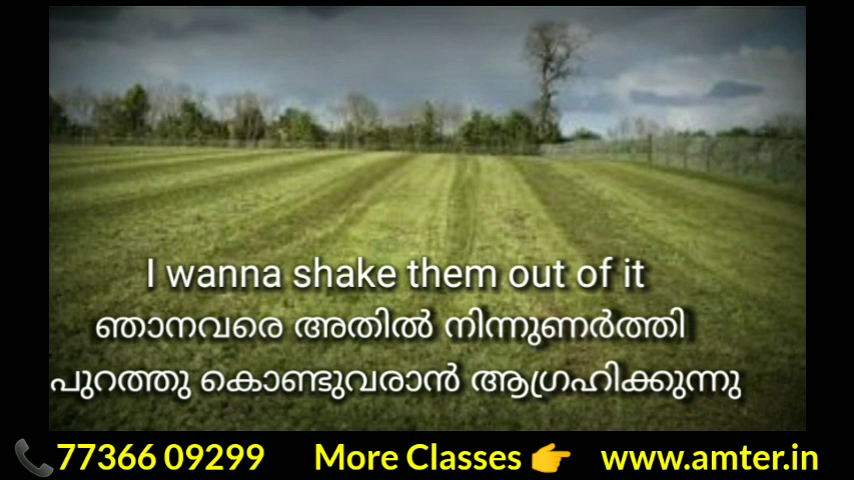 I wanna shake them out of it
ഞാനവരെ അതിൽ നിന്നുണർത്തി
പുറത്തു കൊണ്ടുവരാൻ ആഗ്രഹിക്കുന്നു
📞77366 09299 More Classes 👉 www.amter.in